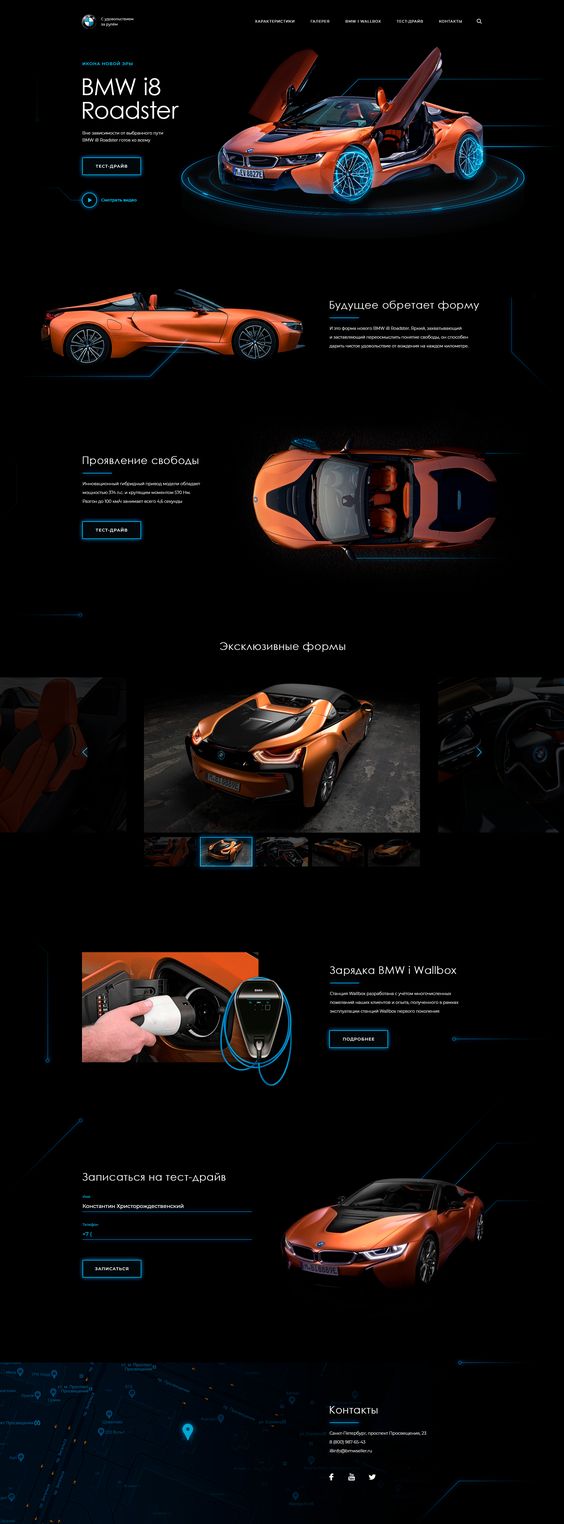 С удовольствием
за рулём
ХАРАКТЕРИСТИКИ
ГАЛЕРЕЯ
BMW I WALLBOX
ТЕСТ-ДРАЙВ
КОНТАКТЫ
ИКОНА НОВОЙ ЭРЫ
BMW i8
Roadster
Вне зависимости от выбранного пути
BMW i8 Roadster готов ко всему
ТЕСТ-ДРАЙВ
Смотреть видео
Будущее обретает форму
И это форма нового BMW i8 Roadster. Яркий, захватывающий
и заставляющий переосмыслить понятие свободы, он способен
дарить чистое удовольствие от вождения на каждом километре.
Проявление свободы
Инновационный гибридный привод модели обладает
мощностью 374 л.с. и крутящим моментом 570 Нм.
Разгон до 100 км/ч занимает всего 4,6 секунды
ТЕСТ-ДРАЙВ
Эксклюзивные формы
Зарядка BMW i Wallbox
Станция Wallbox разработана с учётом многочисленных
пожеланий наших клиентов и опыта, полученного в рамках
эксплуатации станций Wallbox первого поколения
ПОДРОБНЕЕ
Записаться на тест-драйв
Имя
Константин Христорождественский
Телефон
+7 (
ЗАПИСАТЬСЯ
Контакты
Санкт-Петербург, проспект Просвещения, 23
8 (800) 987-65-43
i8info@bmwseller.ru